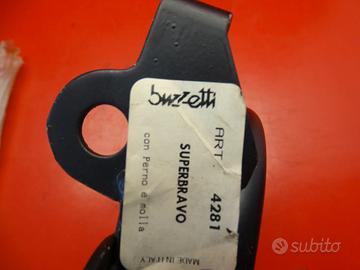 buzzetti
ART. 4281
SUPERBRAVO
con Perno e molla
MADE IN ITALY
subito